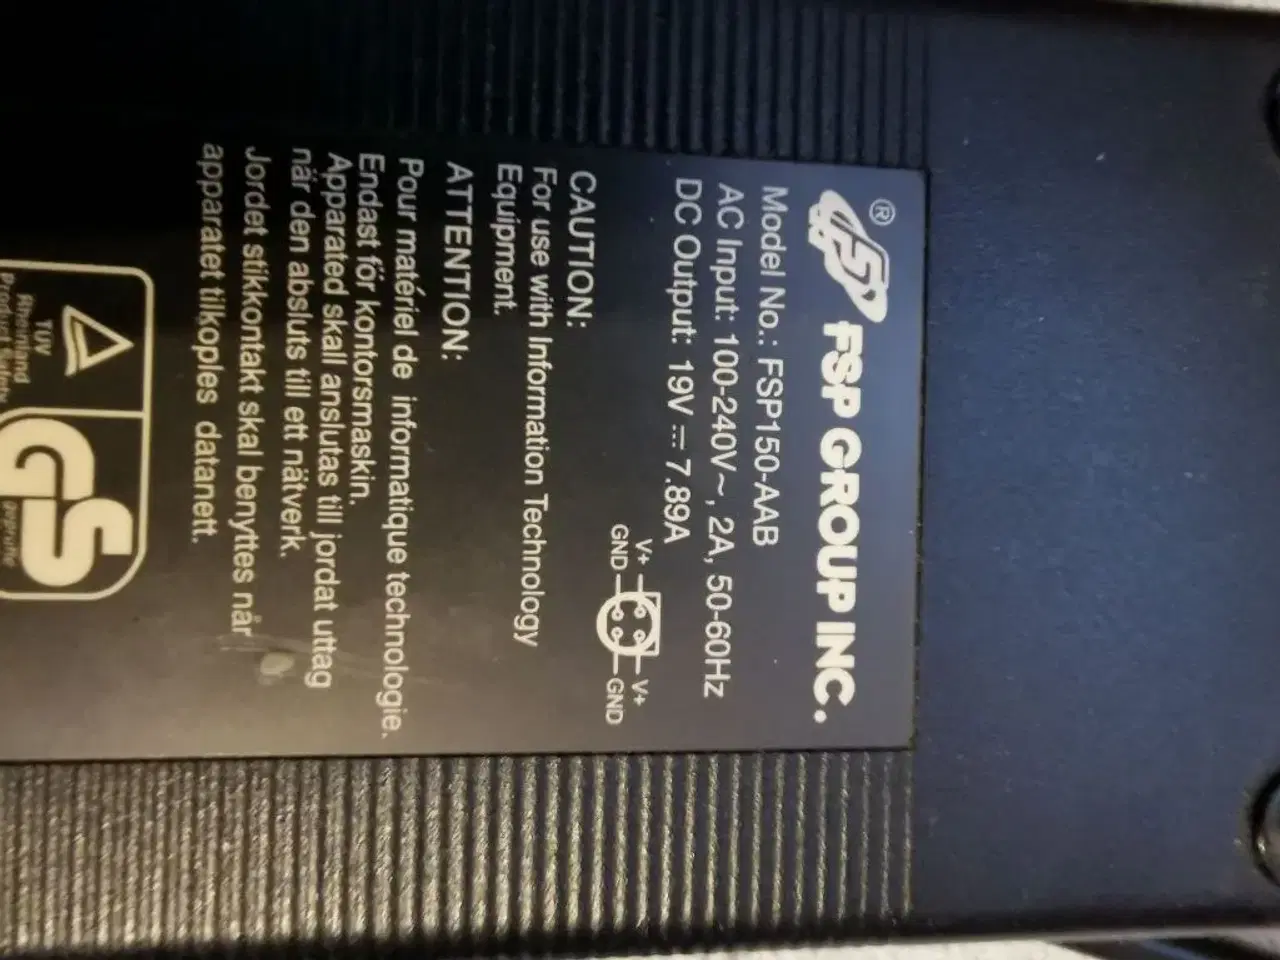 ® FSP GROUP INC.
Model No.: FSP150-AAB
AC Input: 100-240V~, 2A, 50-60Hz
DC Output: 19V ⎓ 7.89A
V+ V+
GND GND
CAUTION:
For use with Information Technology
Equipment.
ATTENTION:
Pour matériel de informatique technologie.
Endast för kontorsmaskin.
Apparated skall anslutas till jordat uttag
när den absluts till ett nätverk.
Jordet stikkontakt skal benyttes når
apparatet tilkoples datanett.
TÜV
Rheinland
Product Safety
GS
geprüfte